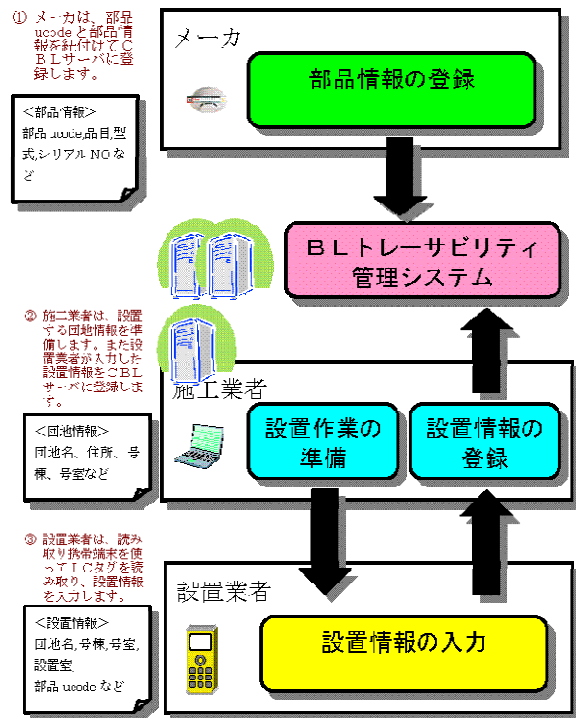 ① メーカは、部品
ucodeと部品情
報を紐付けてC
BLサーバに登
録します。
<部品情報>
部品ucode,品目,型
式,シリアルNOな
ど
メーカ
部品情報の登録
BLトレーサビリティ
管理システム
② 施工業者は、設置
する団地情報を準
備します。また設
置業者が入力した
設置情報をCBL
サーバに登録しま
す。
<団地情報>
団地名、住所、号
棟、号室など
施工業者
設置作業の
準備
設置情報の
登録
③ 設置業者は、読み
取り携帯端末を使
ってICタグを読
み取り、設置情報
を入力します。
<設置情報>
団地名,号棟,号室,
設置室,
部品ucodeなど
設置業者
設置情報の入力